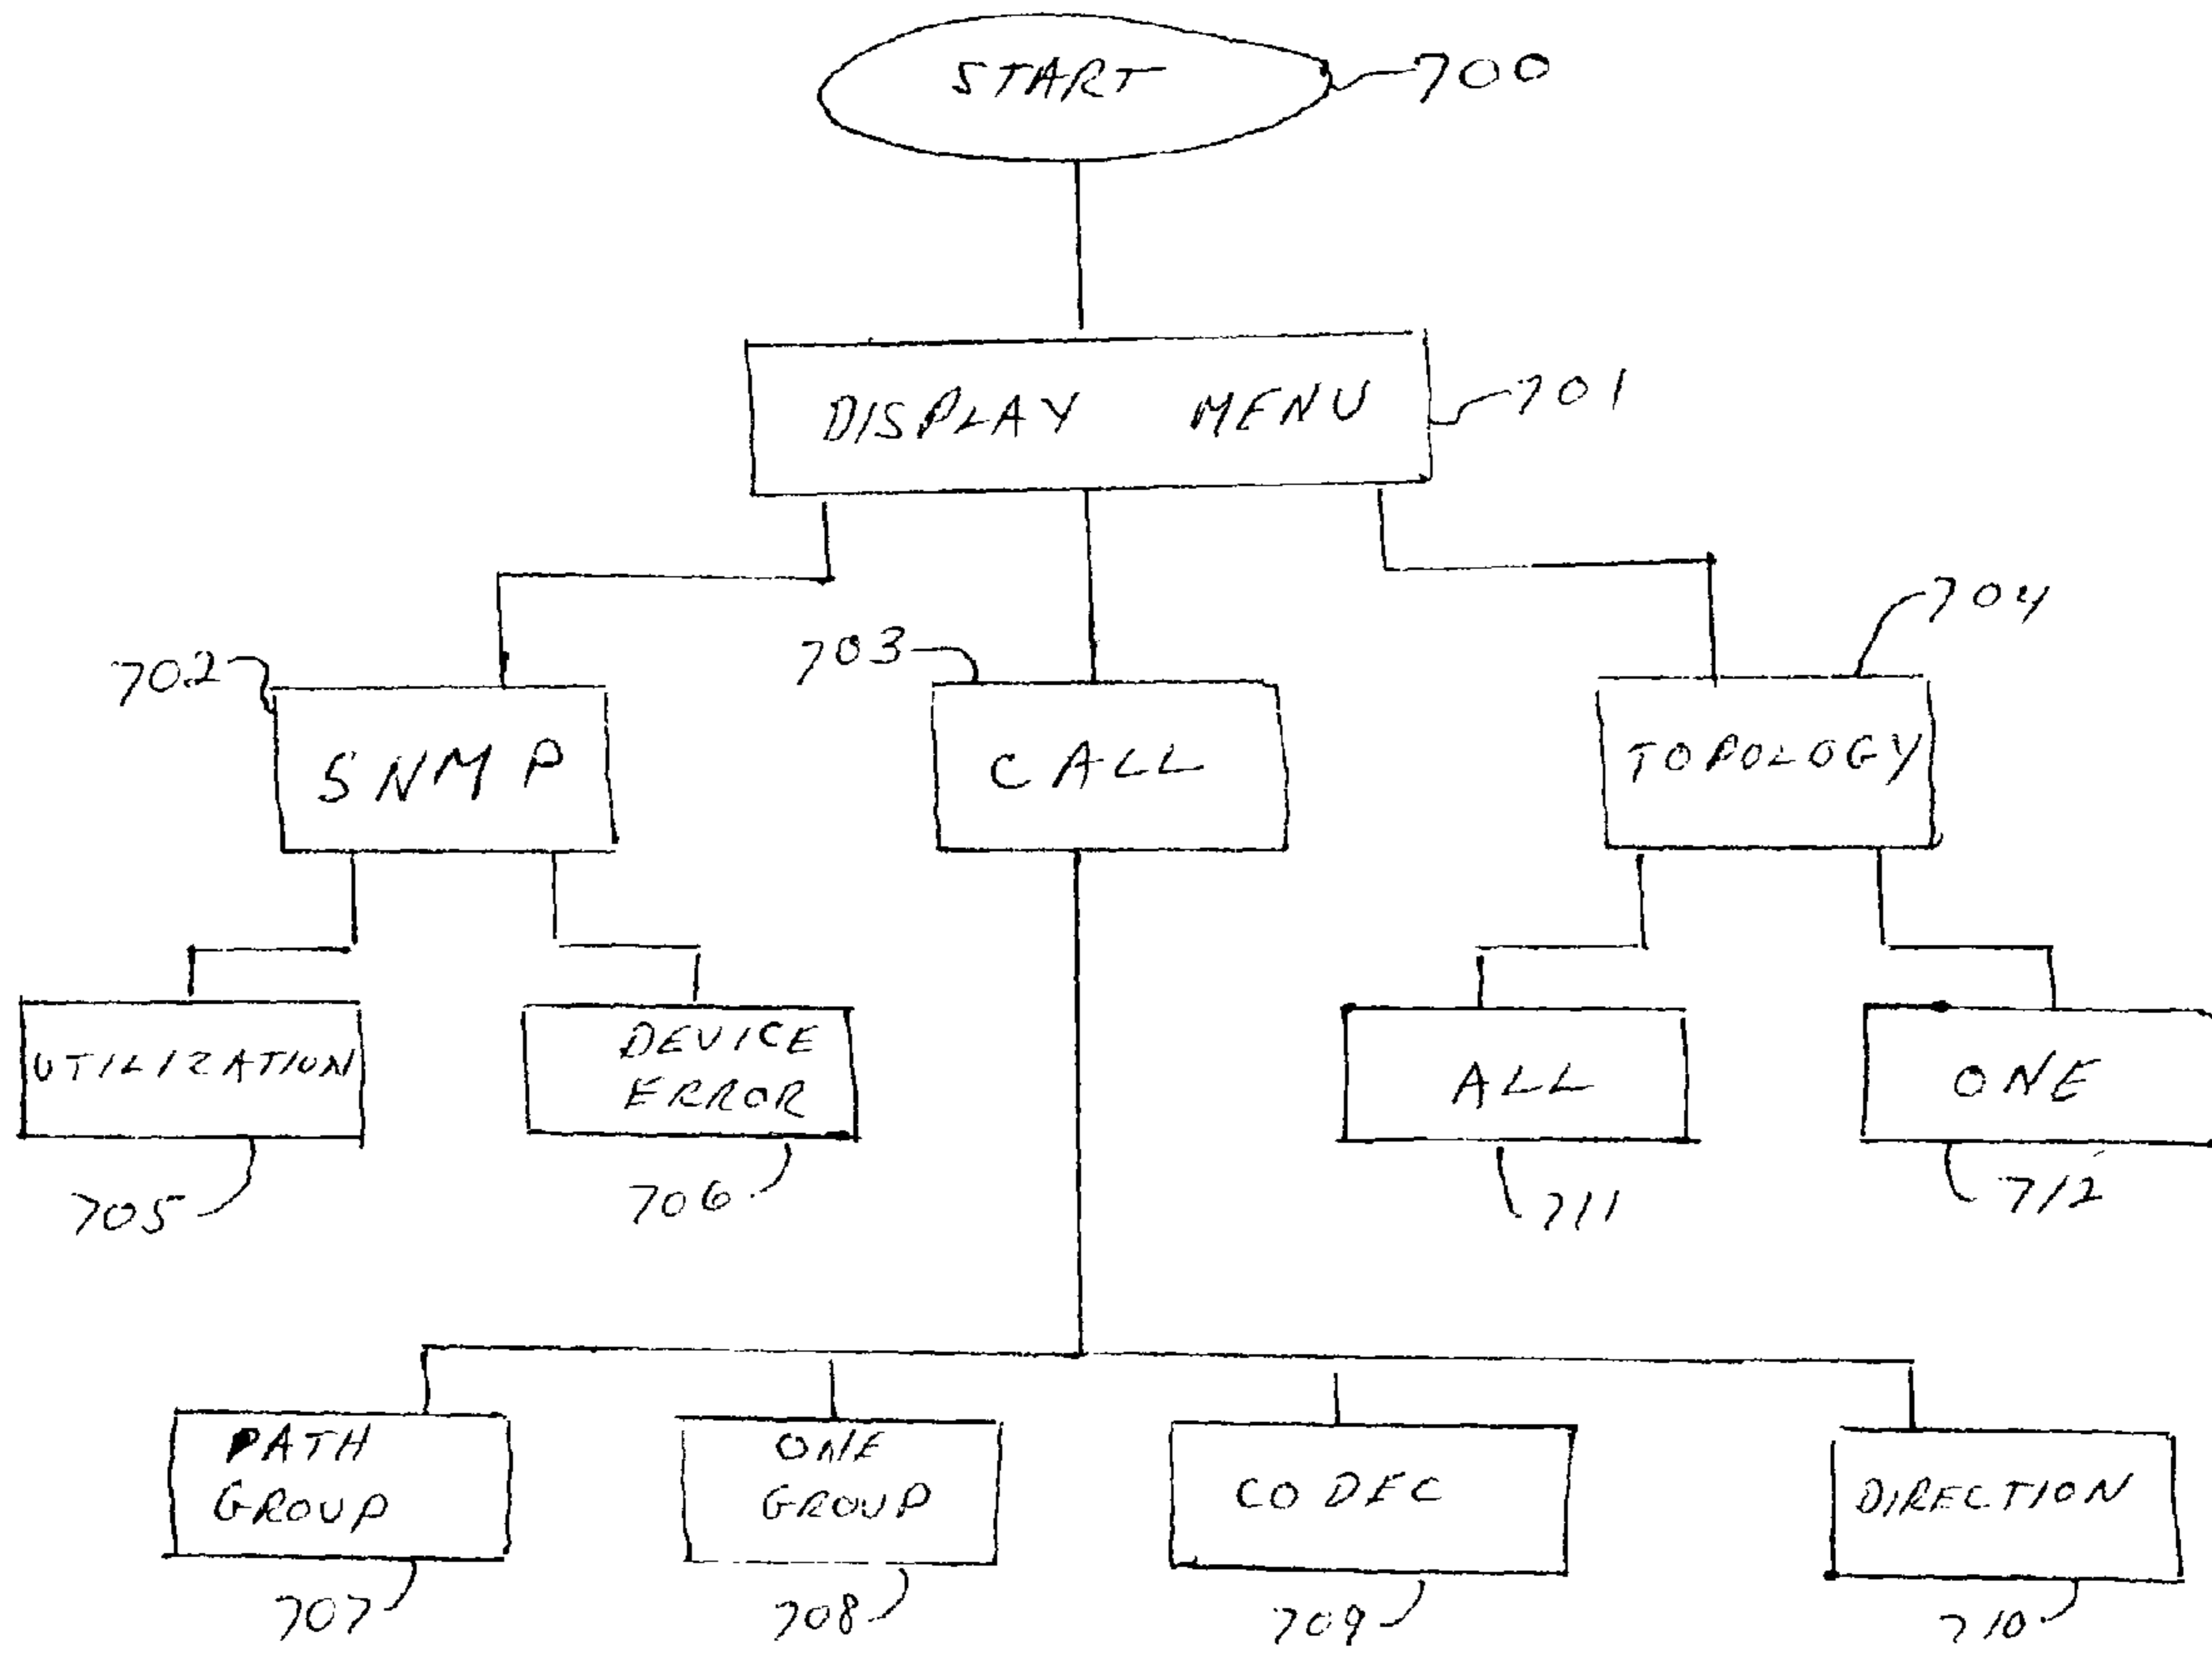 START
700
DISPLAY MENU
701
704
703
702
SNMP
CALL
TOPOLOGY
UTILIZATION
DEVICE
ERROR
ALL
ONE
705
706
711
712
PATH
GROUP
ONE
GROUP
CODEC
DIRECTION
707
708
709
710